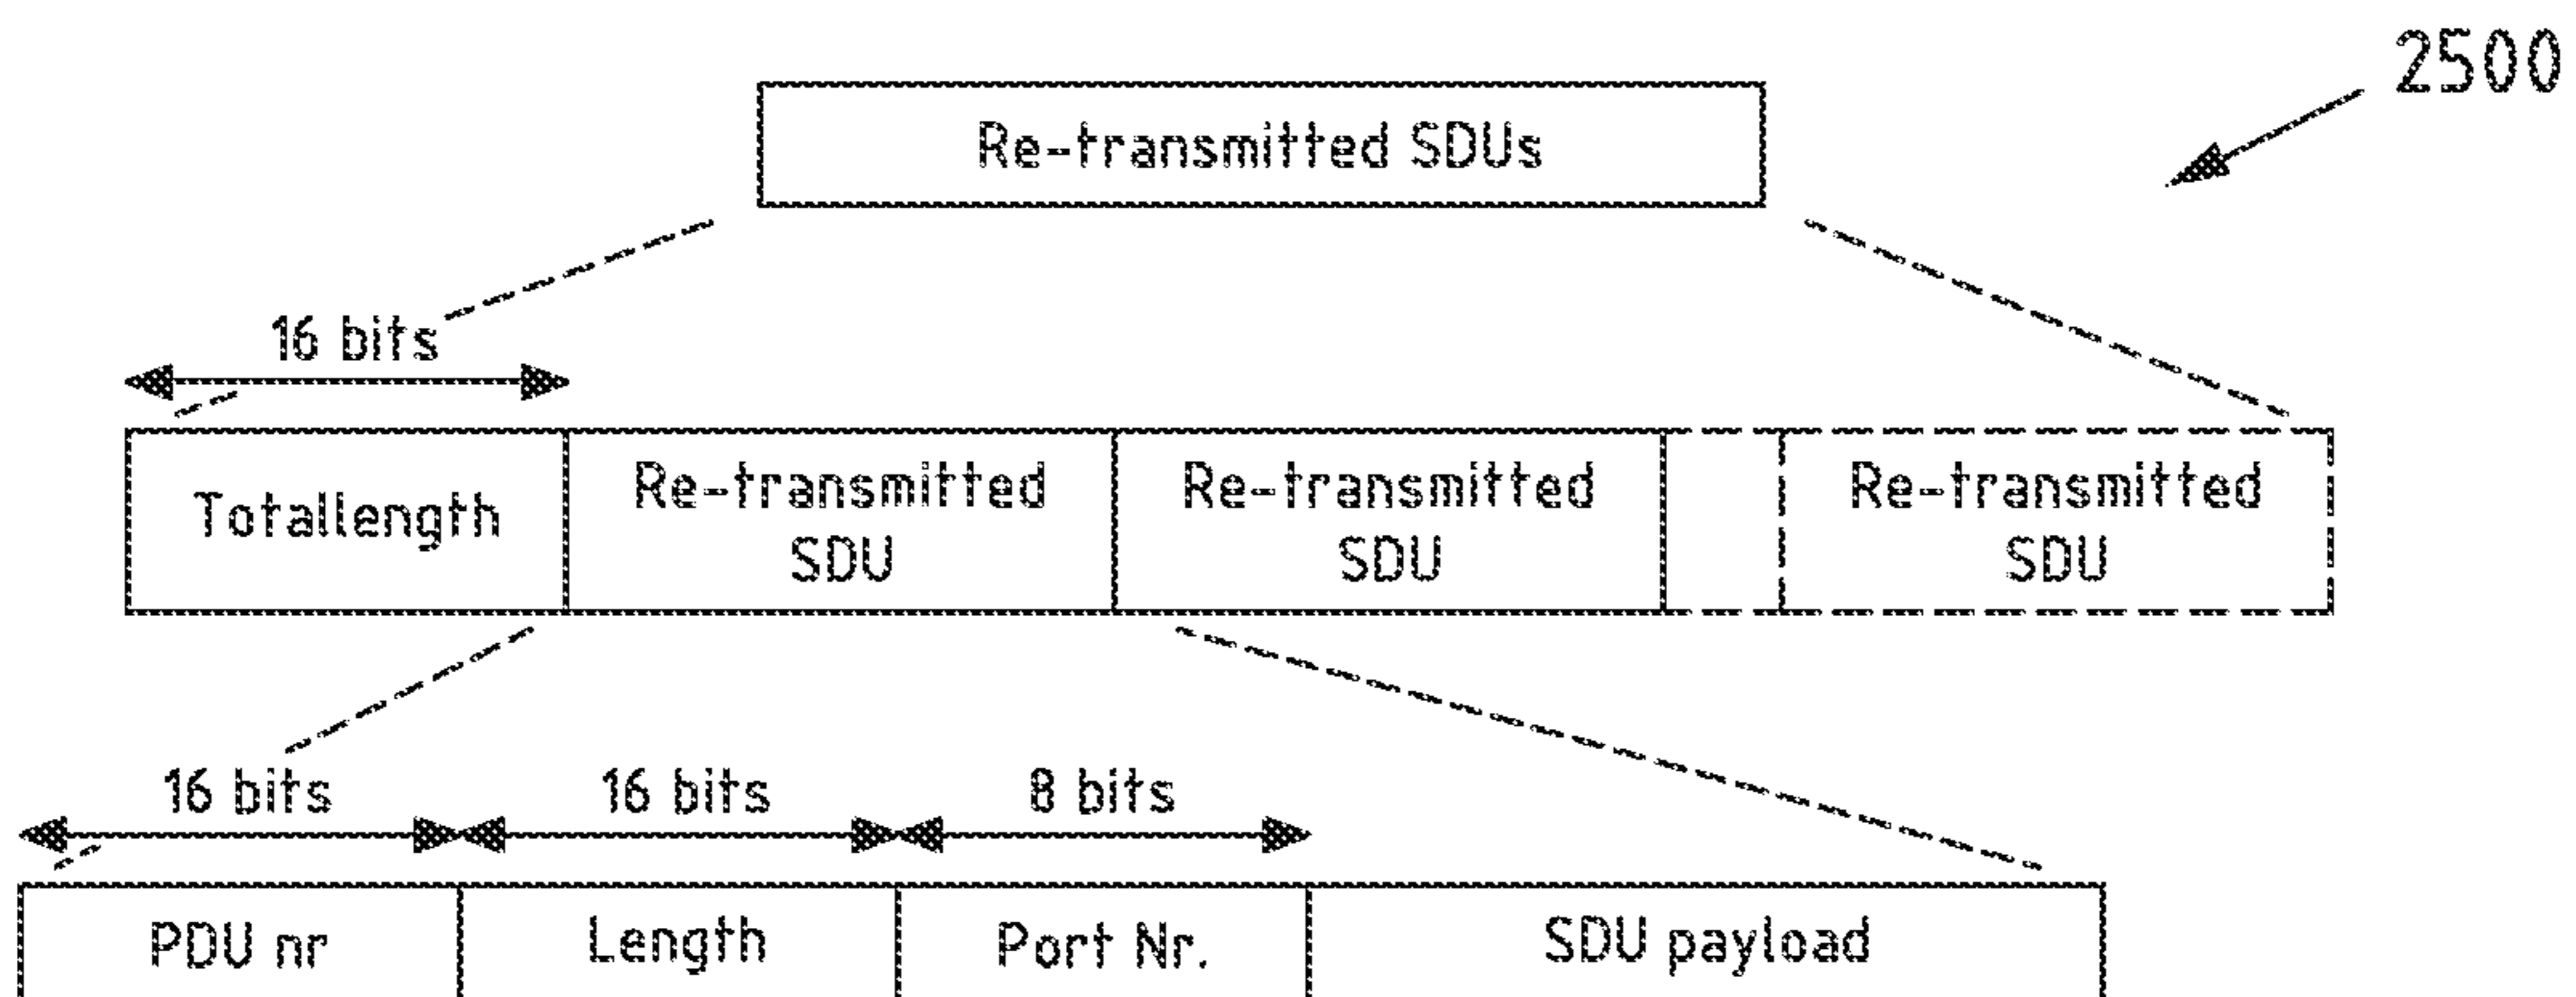 2500
Re-transmitted SDUs
16 bits
Totallength
Re-transmitted
SDU
Re-transmitted
SDU
Re-transmitted
SDU
16 bits
16 bits
8 bits
PDU nr
Length
Port Nr.
SDU payload